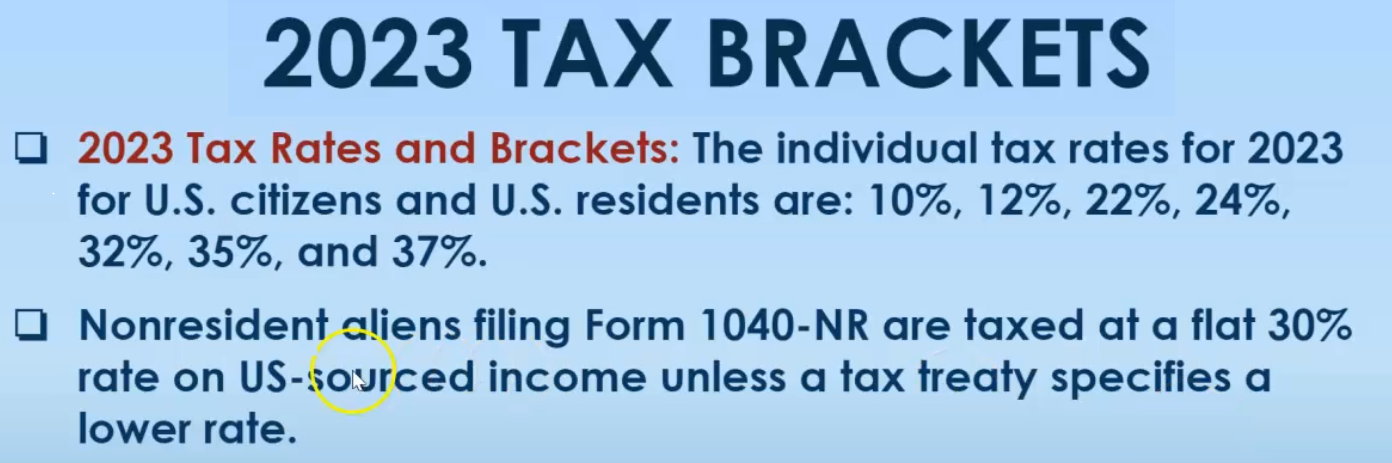 2023 TAX BRACKETS
2023 Tax Rates and Brackets: The individual tax rates for 2023
for U.S. citizens and U.S. residents are: 10%, 12%, 22%, 24%,
32%, 35%, and 37%.
Nonresident aliens filing Form 1040-NR are taxed at a flat 30%
rate on US-sourced income unless a tax treaty specifies a
lower rate.